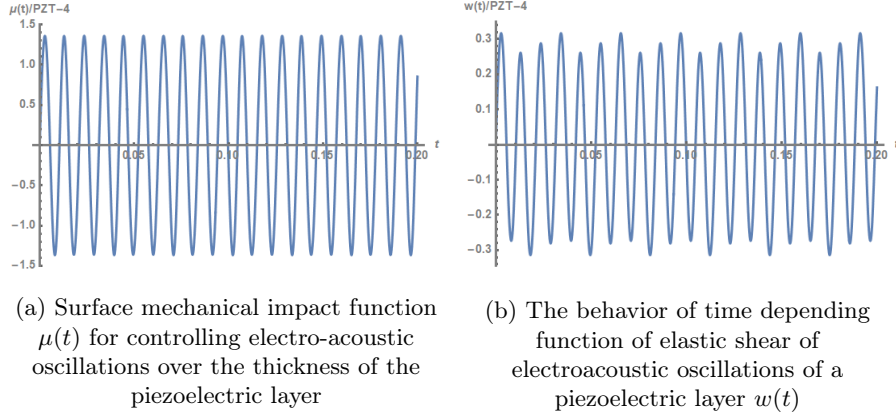 μ(t)/PZT−4
1.5
1.0
0.5
−0.5
−1.0
−1.5
0.05
0.10
0.15
0.20
t
w(t)/PZT−4
0.3
0.2
0.1
−0.1
−0.2
−0.3
0.05
0.10
0.15
0.20
(a) Surface mechanical impact function
μ(t) for controlling electro-acoustic
oscillations over the thickness of the
piezoelectric layer
(b) The behavior of time depending
function of elastic shear of
electroacoustic oscillations of a
piezoelectric layer w(t)